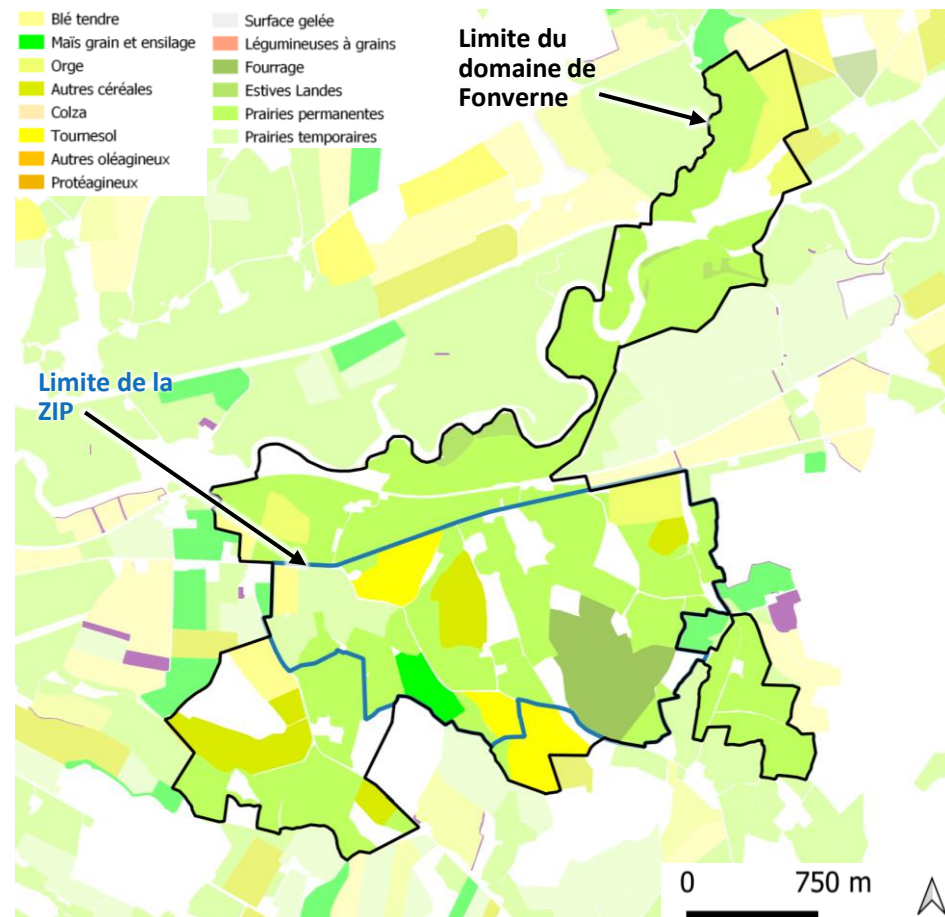 Blé tendre
Maïs grain et ensilage
Orge
Autres céréales
Colza
Tournesol
Autres oléagineux
Protéagineux
Surface gelée
Légumineuses à grains
Fourrage
Estives Landes
Prairies permanentes
Prairies temporaires
Limite du
domaine de
Fonverne
Limite de la
ZIP
0 750 m